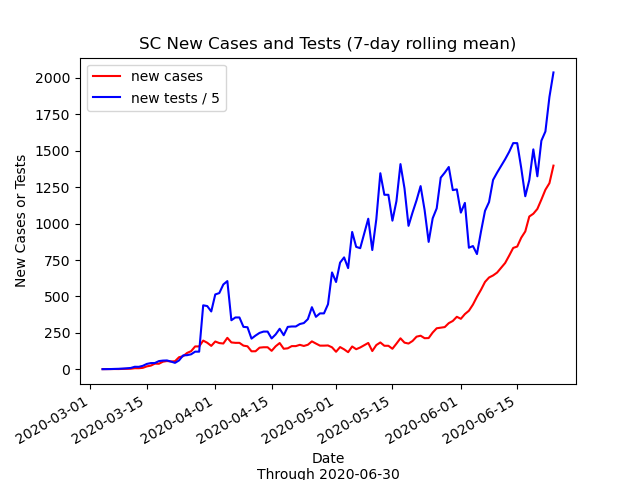 SC New Cases and Tests (7-day rolling mean)
new cases
new tests / 5
2000
1750
1500
1250
1000
750
500
250
0
New Cases or Tests
2020-03-01
2020-03-15
2020-04-01
2020-04-15
2020-05-01
2020-05-15
2020-06-01
2020-06-15
Date
Through 2020-06-30